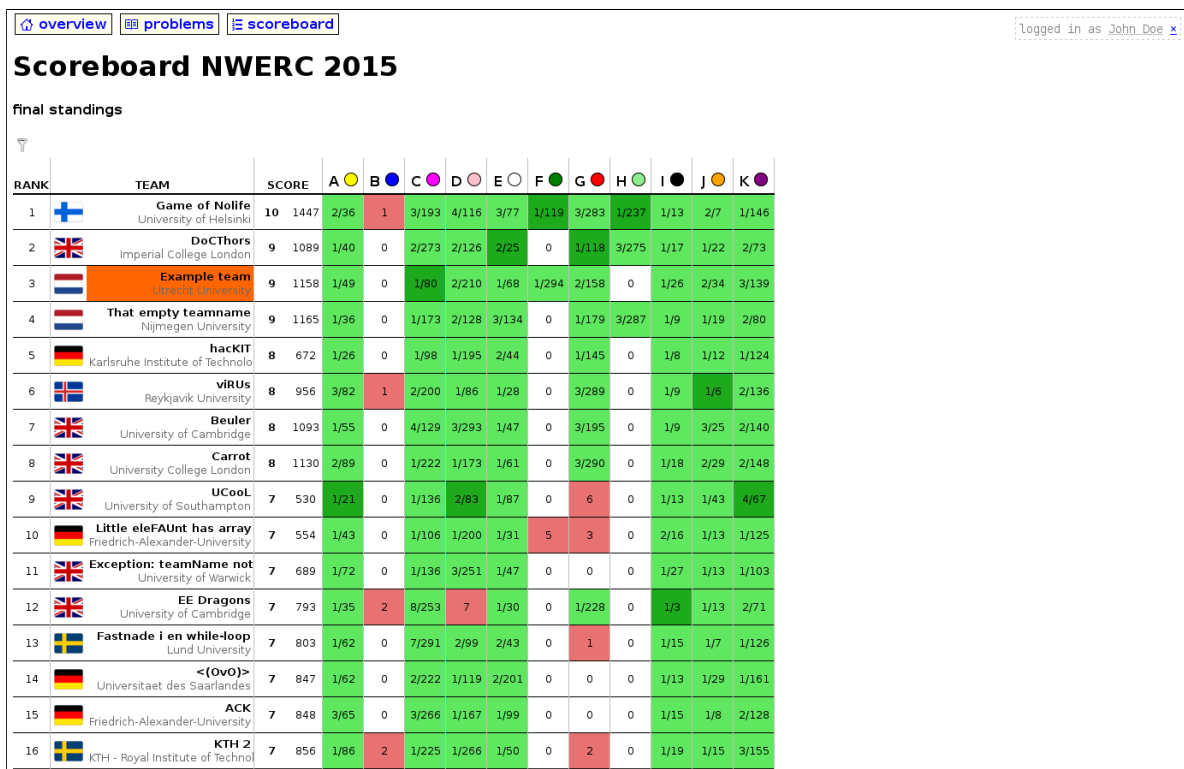 overview problems scoreboard
logged in as John Doe ×
Scoreboard NWERC 2015
final standings
RANK TEAM SCORE A B C D E F G H I J K
1 Game of Nolife 10 1447 2/36 1 3/193 4/116 3/77 1/119 3/283 1/237 1/13 2/7 1/146
University of Helsinki
2 DoCThors 9 1089 1/40 0 2/273 2/126 2/25 0 1/118 3/275 1/17 1/22 2/73
Imperial College London
3 Example team 9 1158 1/49 0 1/80 2/210 1/68 1/294 2/158 0 1/26 2/34 3/139
Utrecht University
4 That empty teamname 9 1165 1/36 0 1/173 2/128 3/134 0 1/179 3/287 1/9 1/19 2/80
Nijmegen University
5 hacKIT 8 672 1/26 0 1/98 1/195 2/44 0 1/145 0 1/8 1/12 1/124
Karlsruhe Institute of Technolo
6 viRUs 8 956 3/82 1 2/200 1/86 1/28 0 3/289 0 1/9 1/6 2/136
Reykjavik University
7 Beuler 8 1093 1/55 0 4/129 3/293 1/47 0 3/195 0 1/9 3/25 2/140
University of Cambridge
8 Carrot 8 1130 2/89 0 1/222 1/173 1/61 0 3/290 0 1/18 2/29 2/148
University College London
9 UCooL 7 530 1/21 0 1/136 2/83 1/87 0 6 0 1/13 1/43 4/67
University of Southampton
10 Little eleFAUnt has array 7 554 1/43 0 1/106 1/200 1/31 5 3 0 2/16 1/13 1/125
Friedrich-Alexander-University
11 Exception: teamName not 7 689 1/72 0 1/136 3/251 1/47 0 0 0 1/27 1/13 1/103
University of Warwick
12 EE Dragons 7 793 1/35 2 8/253 7 1/30 0 1/228 0 1/3 1/13 2/71
University of Cambridge
13 Fastnade i en while-loop 7 803 1/62 0 7/291 2/99 2/43 0 1 0 1/15 1/7 1/126
Lund University
14 <(OvO)> 7 847 1/62 0 2/222 1/119 2/201 0 0 0 1/13 1/29 1/161
Universitaet des Saarlandes
15 ACK 7 848 3/65 0 3/266 1/167 1/99 0 0 0 1/15 1/8 2/128
Friedrich-Alexander-University
16 KTH 2 7 856 1/86 2 1/225 1/266 1/50 0 2 0 1/19 1/15 3/155
KTH - Royal Institute of Technol